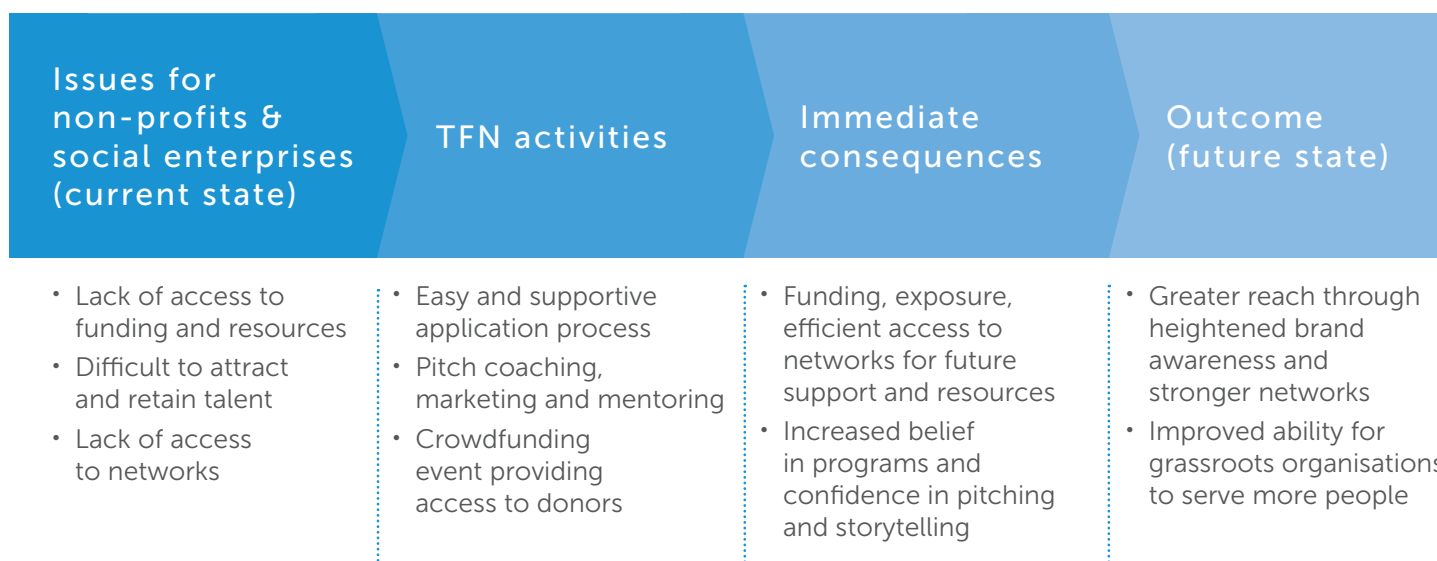 Issues for
non-profits &
social enterprises
(current state)
TFN activities
Immediate
consequences
Outcome
(future state)
• Lack of access to
funding and resources
• Difficult to attract
and retain talent
• Lack of access
to networks
• Easy and supportive
application process
• Pitch coaching,
marketing and mentoring
• Crowdfunding
event providing
access to donors
• Funding, exposure,
efficient access to
networks for future
support and resources
• Increased belief
in programs and
confidence in pitching
and storytelling
• Greater reach through
heightened brand
awareness and
stronger networks
• Improved ability for
grassroots organisations
to serve more people